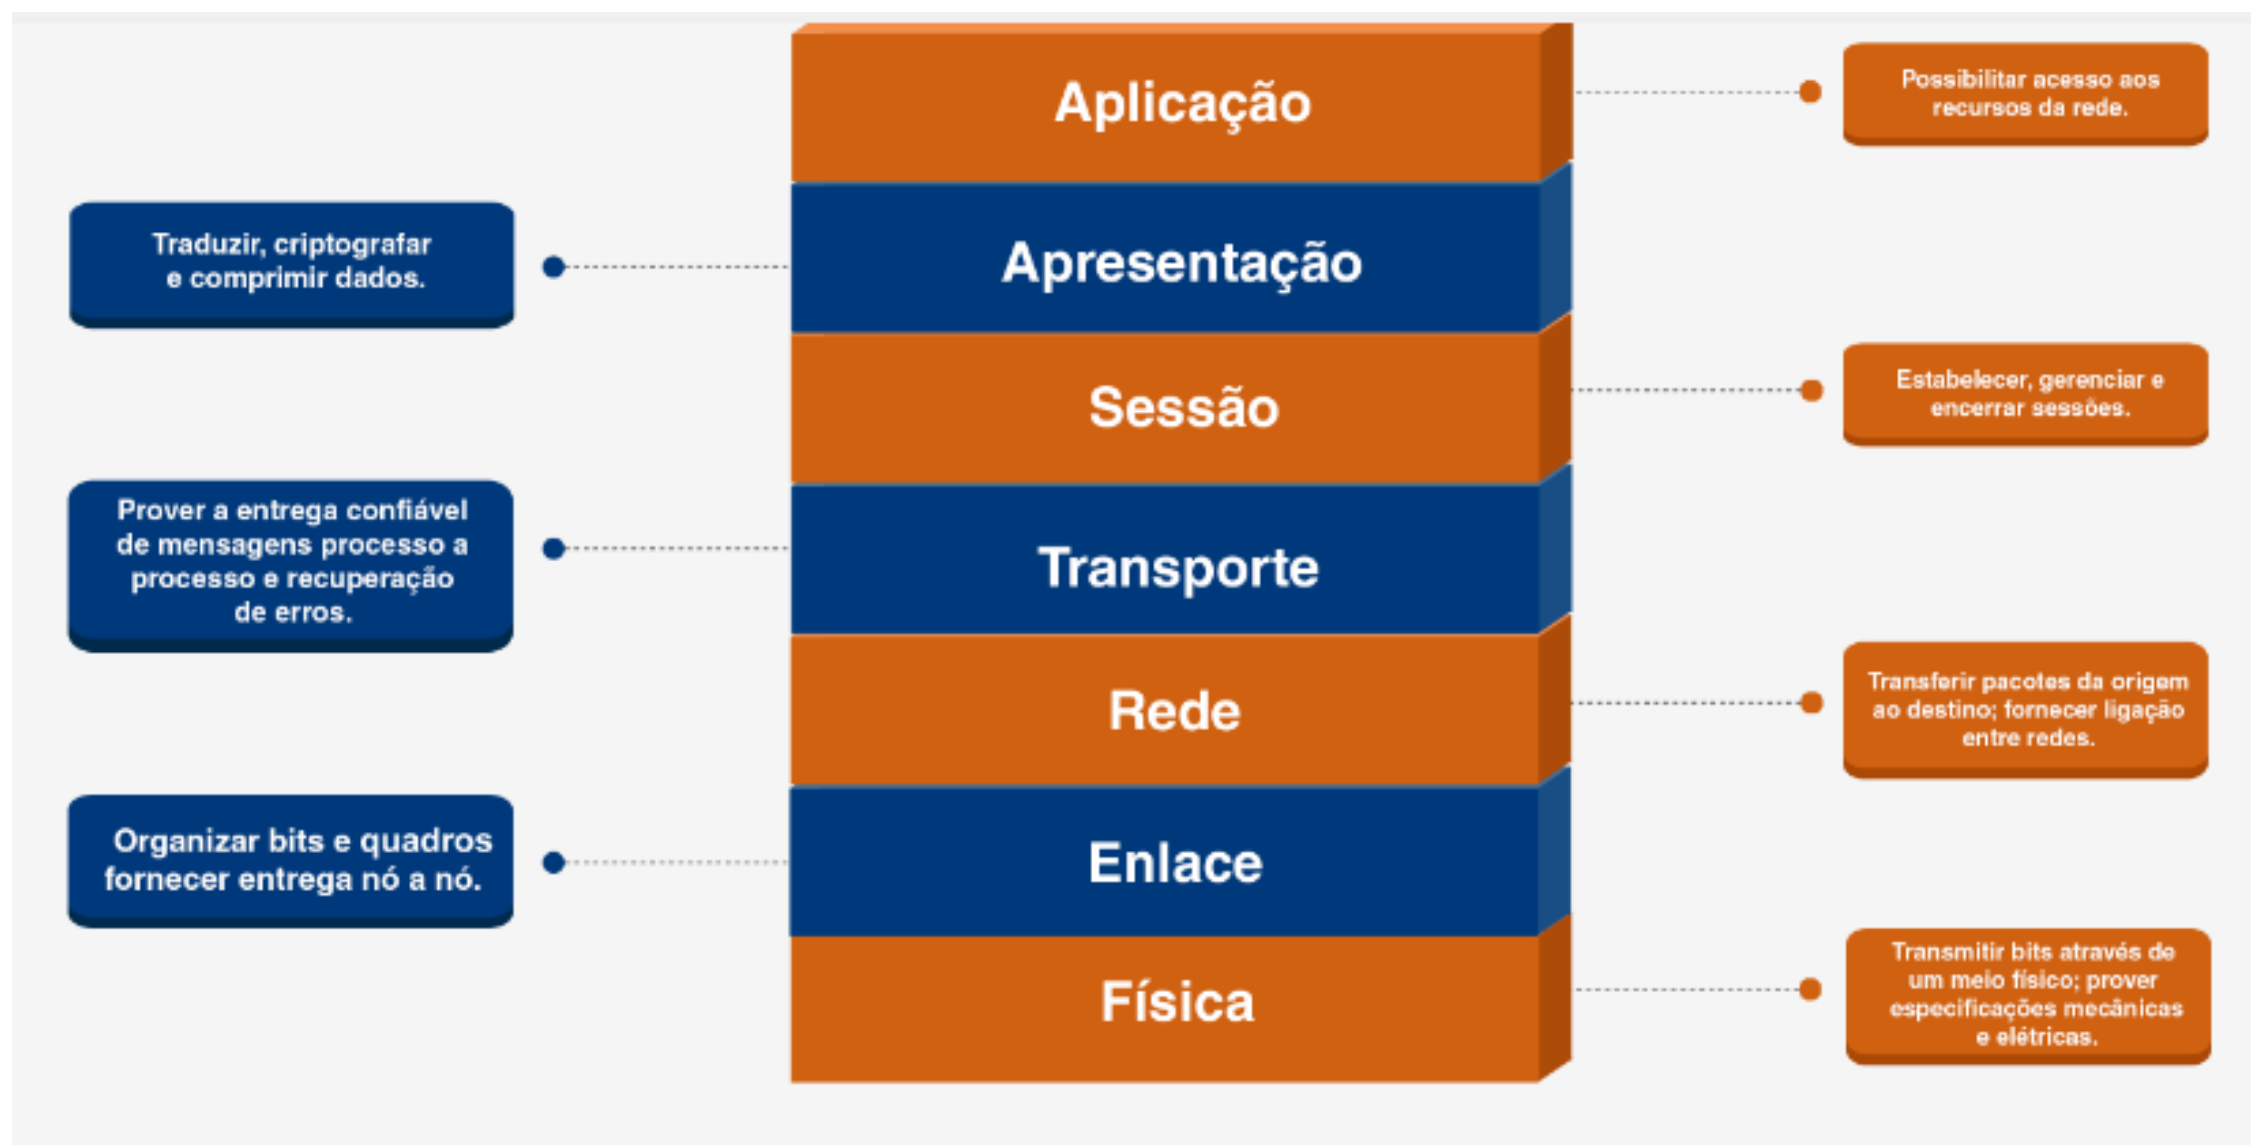 Aplicação
Possibilitar acesso aos
recursos da rede.
Traduzir, criptografar
e comprimir dados.
Apresentação
Sessão
Estabelecer, gerenciar e
encerrar sessões.
Prover a entrega confiável
de mensagens processo a
processo e recuperação
de erros.
Transporte
Rede
Transferir pacotes da origem
ao destino; fornecer ligação
entre redes.
Organizar bits e quadros
fornecer entrega nó a nó.
Enlace
Física
Transmitir bits através de
um meio físico; prover
especificações mecânicas
e elétricas.